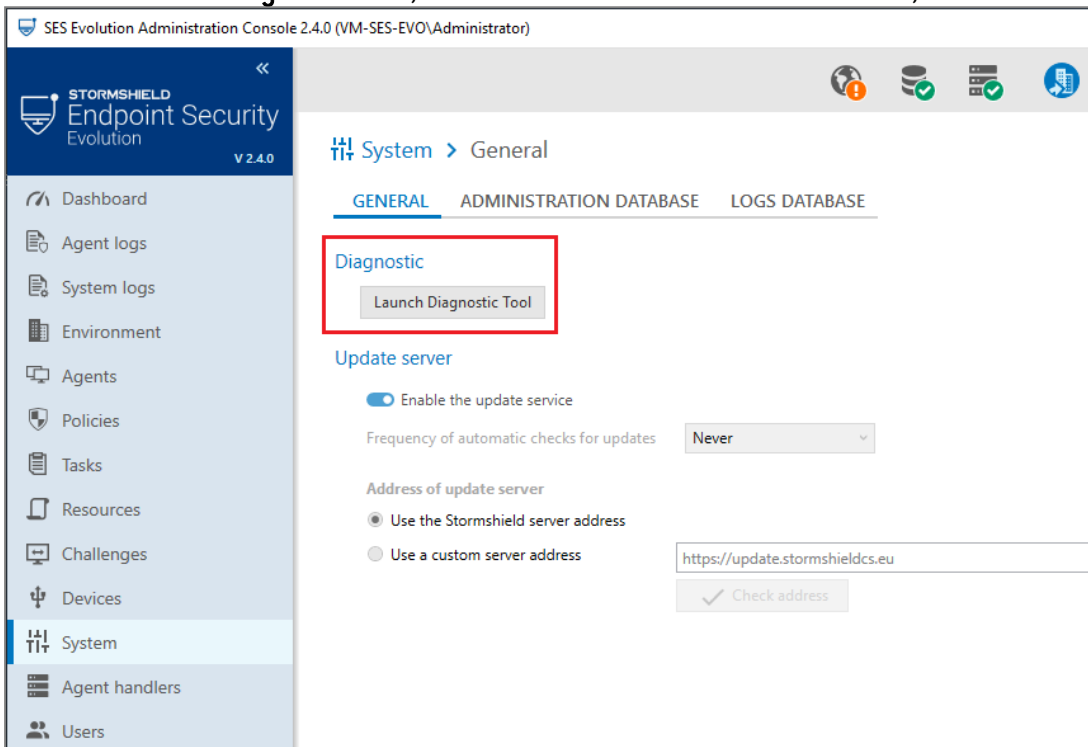 SES Evolution Administration Console 2.4.0 (VM-SES-EVO\Administrator)
«
STORMSHIELD
Endpoint Security
Evolution
V 2.4.0
Dashboard
Agent logs
System logs
Environment
Agents
Policies
Tasks
Resources
Challenges
Devices
System
Agent handlers
Users
System > General
GENERAL ADMINISTRATION DATABASE LOGS DATABASE
Diagnostic
Launch Diagnostic Tool
Update server
Enable the update service
Frequency of automatic checks for updates Never
Address of update server
Use the Stormshield server address
Use a custom server address https://update.stormshieldcs.eu
Check address